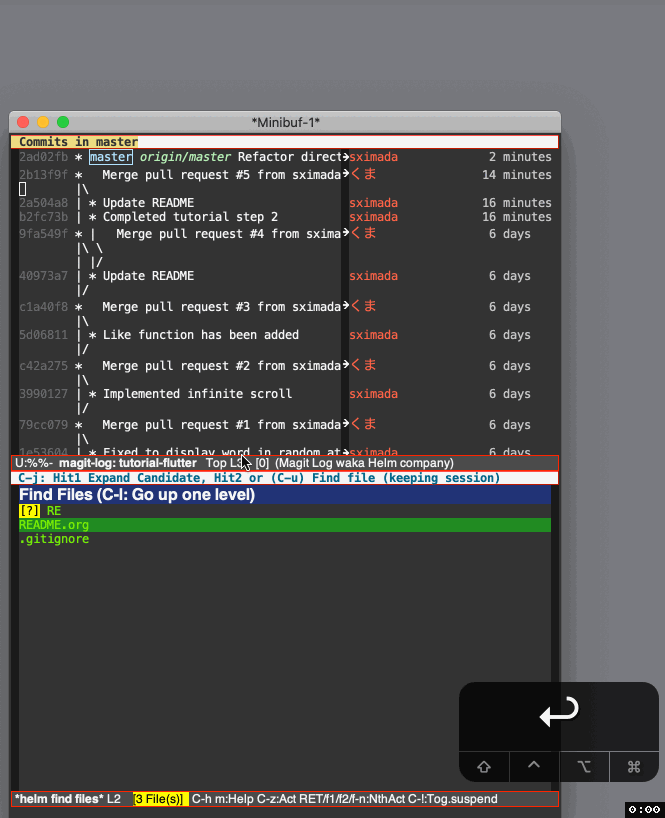 *Minibuf-1*
Commits in master
2ad02fb * master origin/master Refactor direct sximada 2 minutes
2b13f9f * Merge pull request #5 from sximada くま 14 minutes
|\
2a504a8 | * Update README sximada 16 minutes
b2fc73b | * Completed tutorial step 2 sximada 16 minutes
9fa549f * | Merge pull request #4 from sxima くま 6 days
|\ \
| |/
40973a7 | * Update README sximada 6 days
|/
c1a40f8 * Merge pull request #3 from sximada くま 6 days
|\
5d06811 | * Like function has been added sximada 6 days
|/
c42a275 * Merge pull request #2 from sximada くま 6 days
|\
3990127 | * Implemented infinite scroll sximada 6 days
|/
79cc079 * Merge pull request #1 from sximada くま 6 days
|\
1e53604 | * Fixed to display word in random at sximada 6 days
U:%%- magit-log: tutorial-flutter Top [0] (Magit Log waka Helm company)
C-j: Hit1 Expand Candidate, Hit2 or (C-u) Find file (keeping session)
Find Files (C-l: Go up one level)
[?] RE
README.org
.gitignore
*helm find files* L2 [3 File(s)] C-h m:Help C-z:Act RET/f1/f2/f-n:NthAct C-!:Tog.suspend
0:00